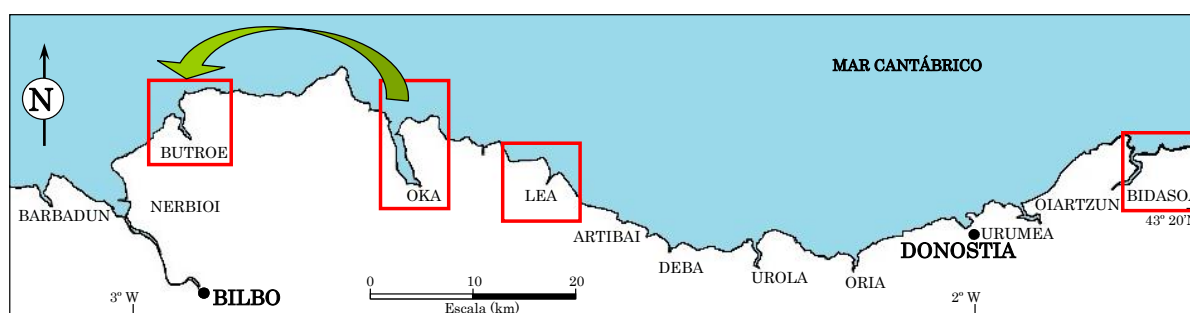 MAR CANTÁBRICO
N
BUTROE
OKA
LEA
BIDASO
BARBADUN
NERBIOI
OIARTZUN
43º 20'N
ARTIBAI
URUMEA
DONOSTIA
DEBA
UROLA
ORIA
0 10 20
Escala (km)
BILBO
3º W
2º W